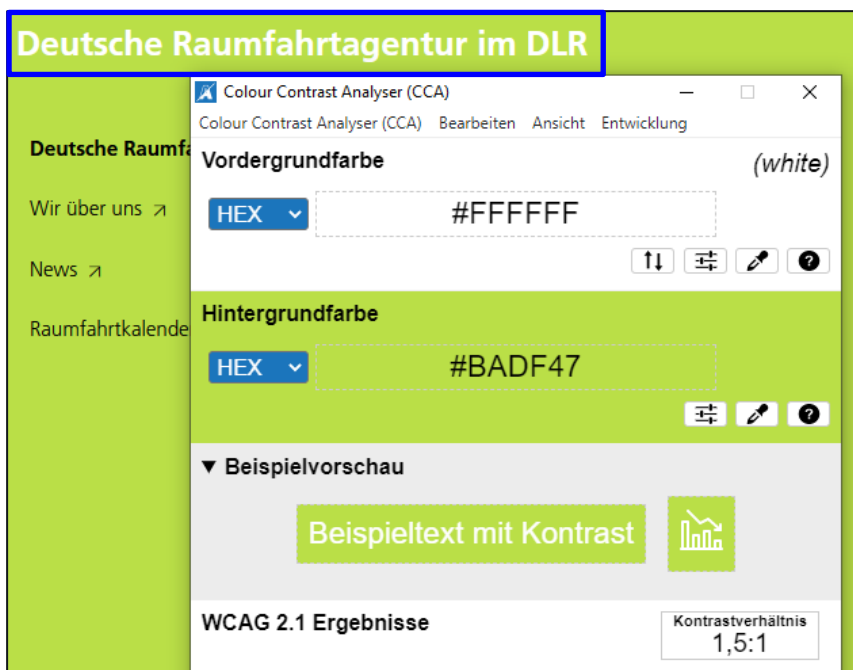 Deutsche Raumfahrtagentur im DLR
Colour Contrast Analyser (CCA)
Colour Contrast Analyser (CCA) Bearbeiten Ansicht Entwicklung
Deutsche Raumfa
Vordergrundfarbe (white)
Wir über uns ↗
HEX #FFFFFF
News ↗
Hintergrundfarbe
Raumfahrtkalende
HEX #BADF47
▼ Beispielvorschau
Beispieltext mit Kontrast
WCAG 2.1 Ergebnisse
Kontrastverhältnis
1,5:1